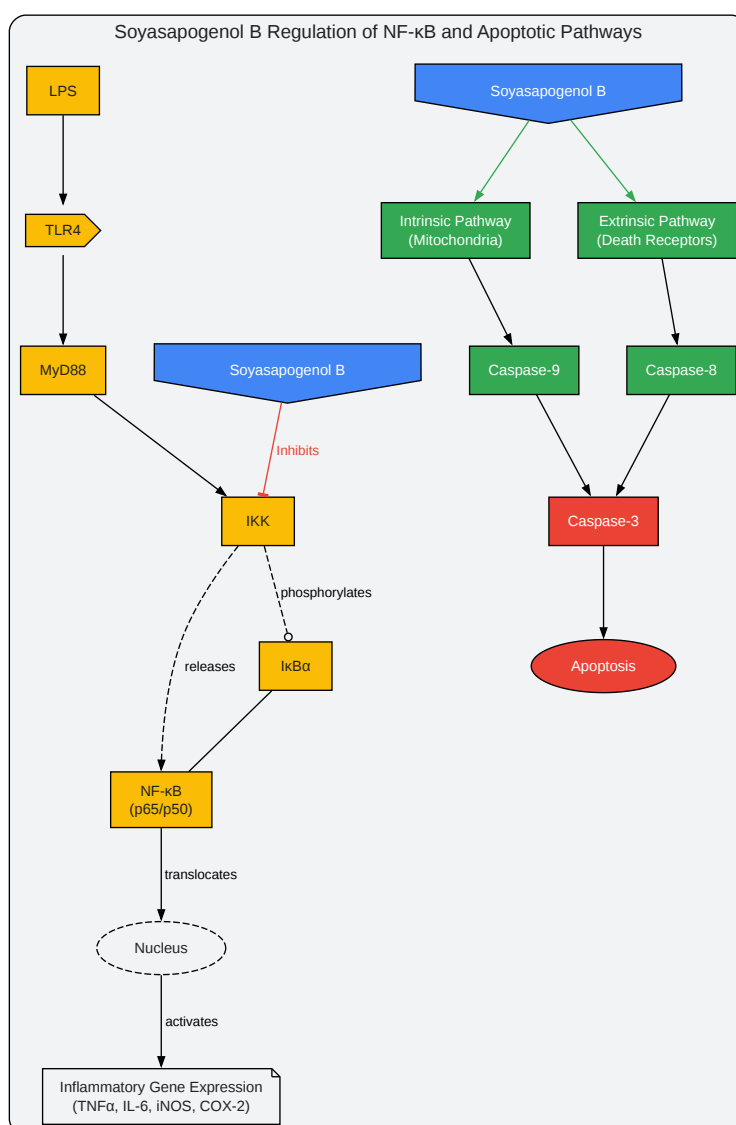 Soyasapogenol B Regulation of NF-κB and Apoptotic Pathways
LPS
Soyasapogenol B
TLR4
Intrinsic Pathway
(Mitochondria)
Extrinsic Pathway
(Death Receptors)
MyD88
Soyasapogenol B
Caspase-9
Caspase-8
Inhibits
IKK
Caspase-3
phosphorylates
releases
IκBα
Apoptosis
NF-κB
(p65/p50)
translocates
Nucleus
activates
Inflammatory Gene Expression
(TNFα, IL-6, iNOS, COX-2)